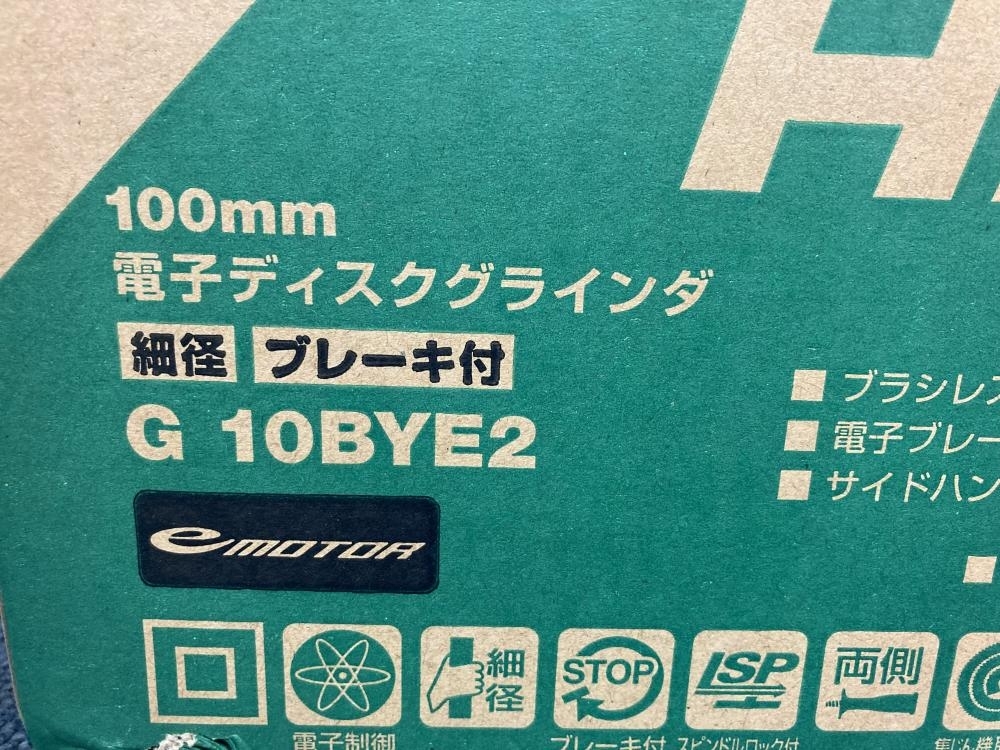 H
100mm
電子ディスクグラインダ
細径 ブレーキ付
G 10BYE2
ブラシレス
電子ブレー
サイドハン
e MOTOR
細径
STOP
LSP
両側
電子制御
ブレーキ付
スピンドルロック付